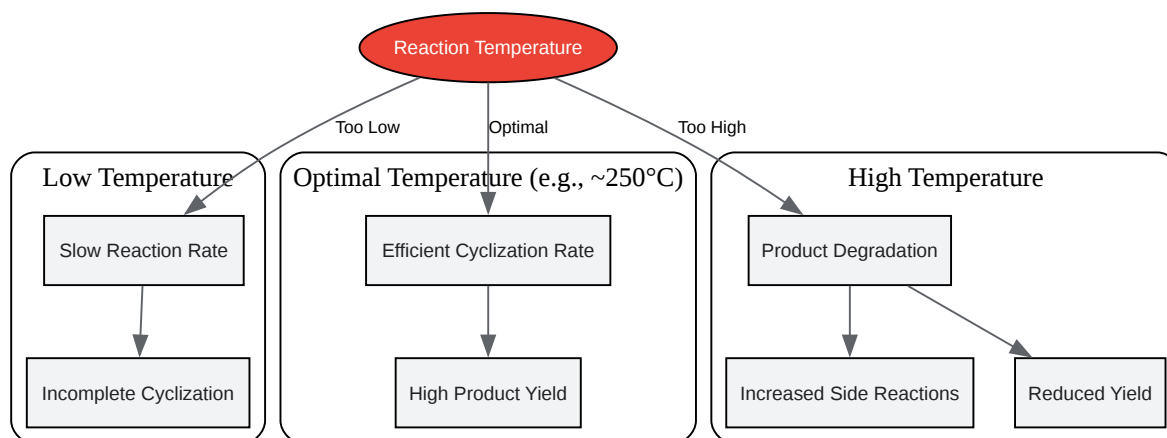 Reaction Temperature
Too Low
Optimal
Too High
Low Temperature
Optimal Temperature (e.g., ~250°C)
High Temperature
Slow Reaction Rate
Efficient Cyclization Rate
Product Degradation
Incomplete Cyclization
High Product Yield
Increased Side Reactions
Reduced Yield